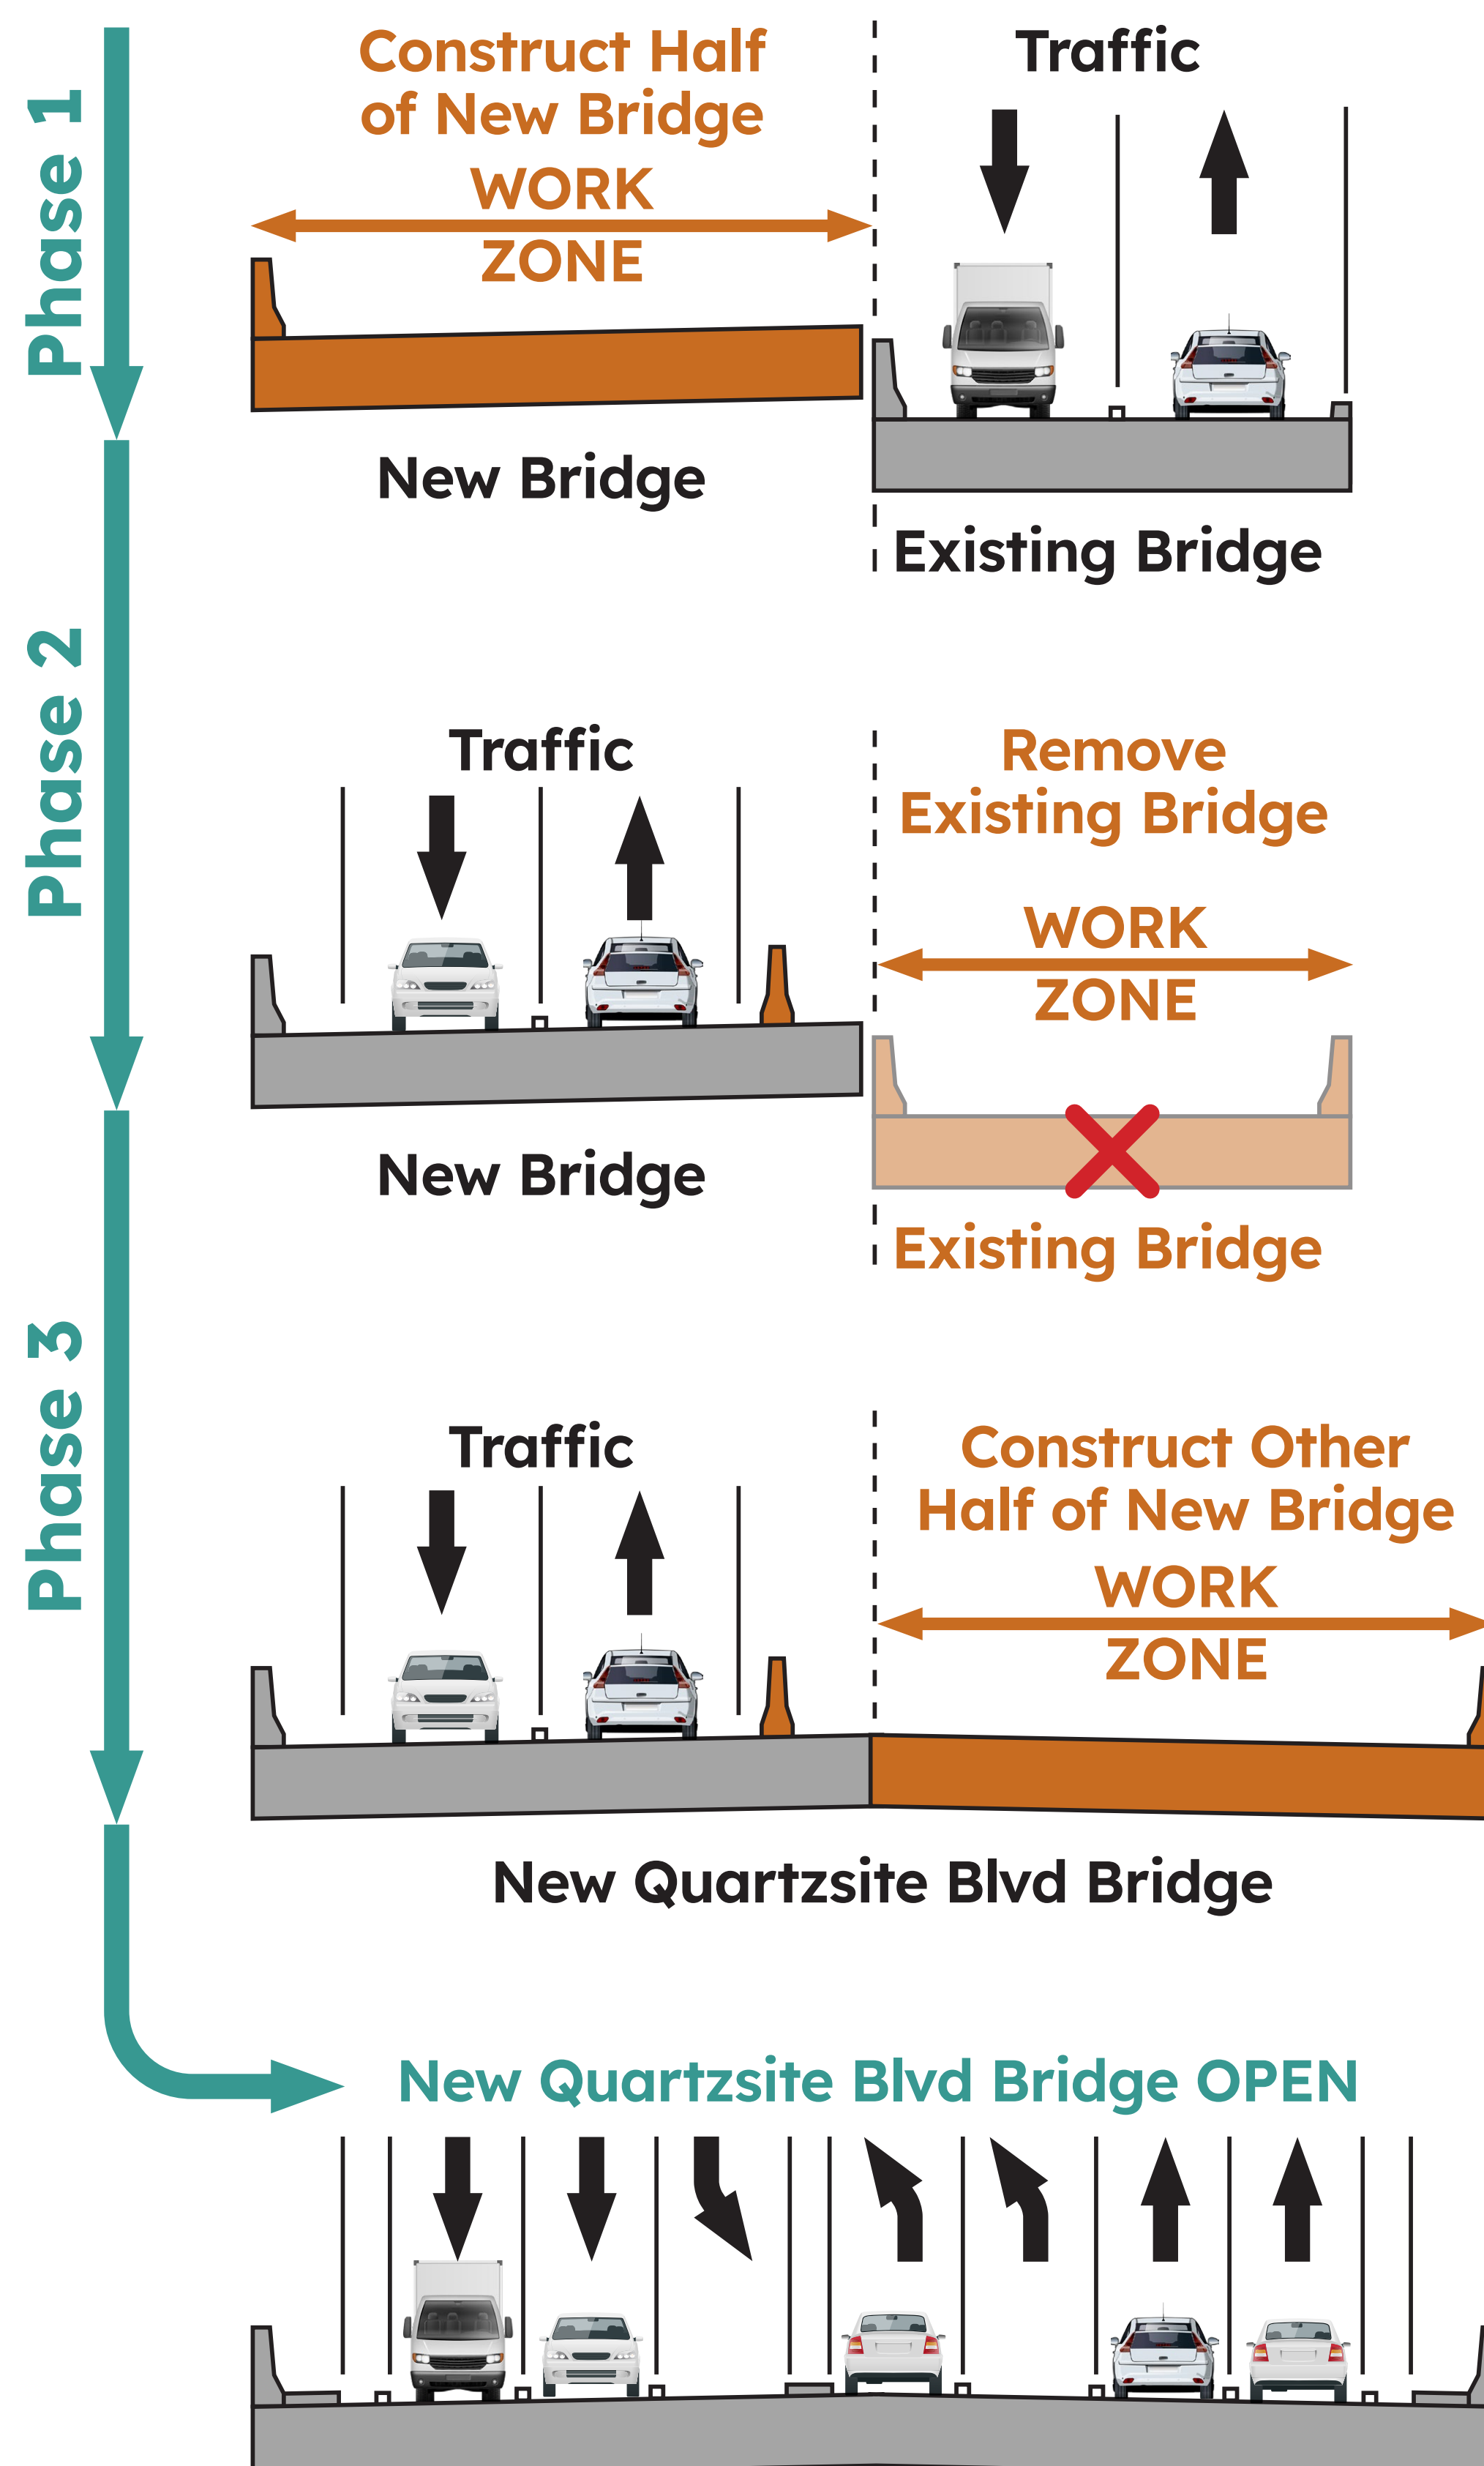 Phase 1
Construct Half
of New Bridge
WORK
ZONE
Traffic
New Bridge
Existing Bridge
Phase 2
Traffic
Remove
Existing Bridge
WORK
ZONE
New Bridge
Existing Bridge
Phase 3
Traffic
Construct Other
Half of New Bridge
WORK
ZONE
New Quartzsite Blvd Bridge
New Quartzsite Blvd Bridge OPEN